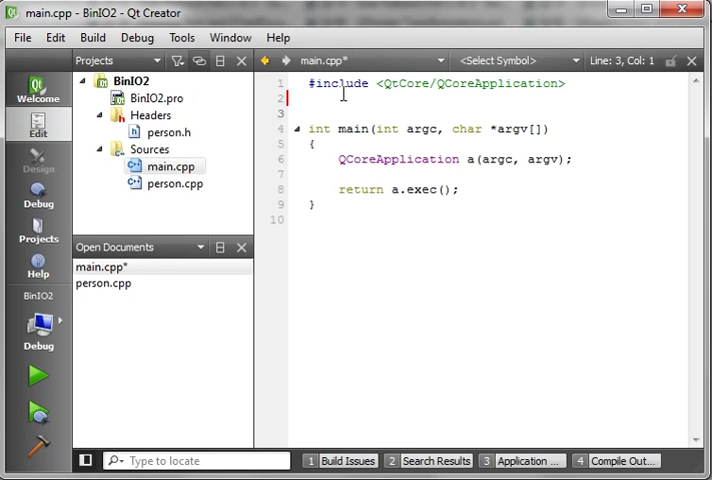 main.cpp - BinIO2 - Qt Creator
File Edit Build Debug Tools Window Help
Projects
main.cpp*
<Select Symbol>
Line: 3, Col: 1
Welcome
Edit
Design
Debug
Projects
Help
BinIO2
Debug
BinIO2
BinIO2.pro
Headers
person.h
Sources
main.cpp
person.cpp
Open Documents
main.cpp*
person.cpp
1 #include <QtCore/QCoreApplication>
2
3
4 int main(int argc, char *argv[])
5 {
6 QCoreApplication a(argc, argv);
7
8 return a.exec();
9 }
10
Type to locate
1 Build Issues 2 Search Results 3 Application ... 4 Compile Out...